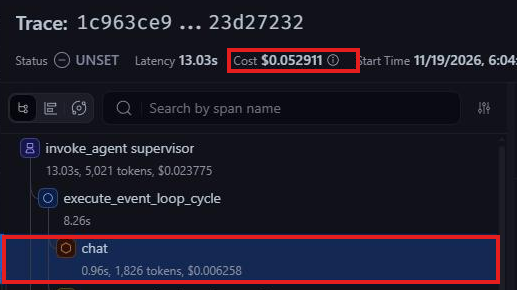 Trace: 1c963ce9 ... 23d27232
Status UNSET Latency 13.03s Cost $0.052911 Start Time 11/19/2026, 6:04:
Search by span name
invoke_agent supervisor
13.03s, 5,021 tokens, $0.023775
execute_event_loop_cycle
8.26s
chat
0.96s, 1,826 tokens, $0.006258